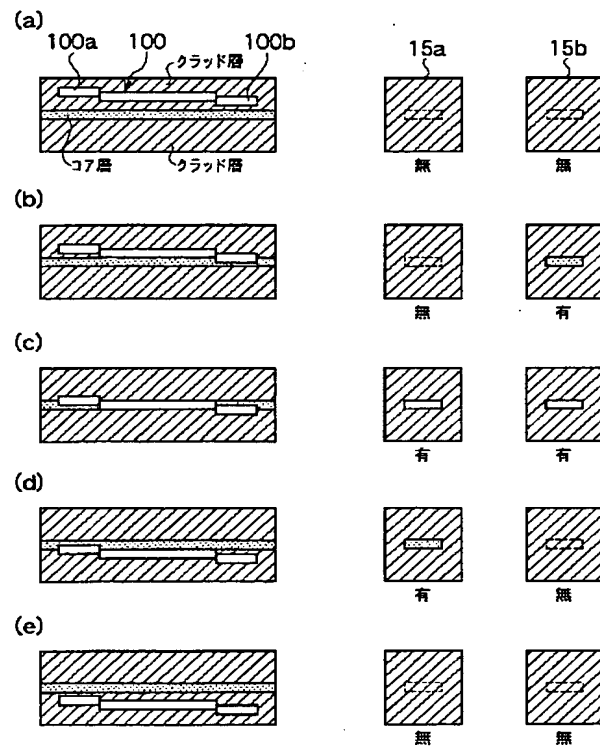 (a)
100a 100 クラッド層 100b 15a 15b
コア層 クラッド層 無 無
(b)
無 有
(c)
有 有
(d)
有 無
(e)
無 無